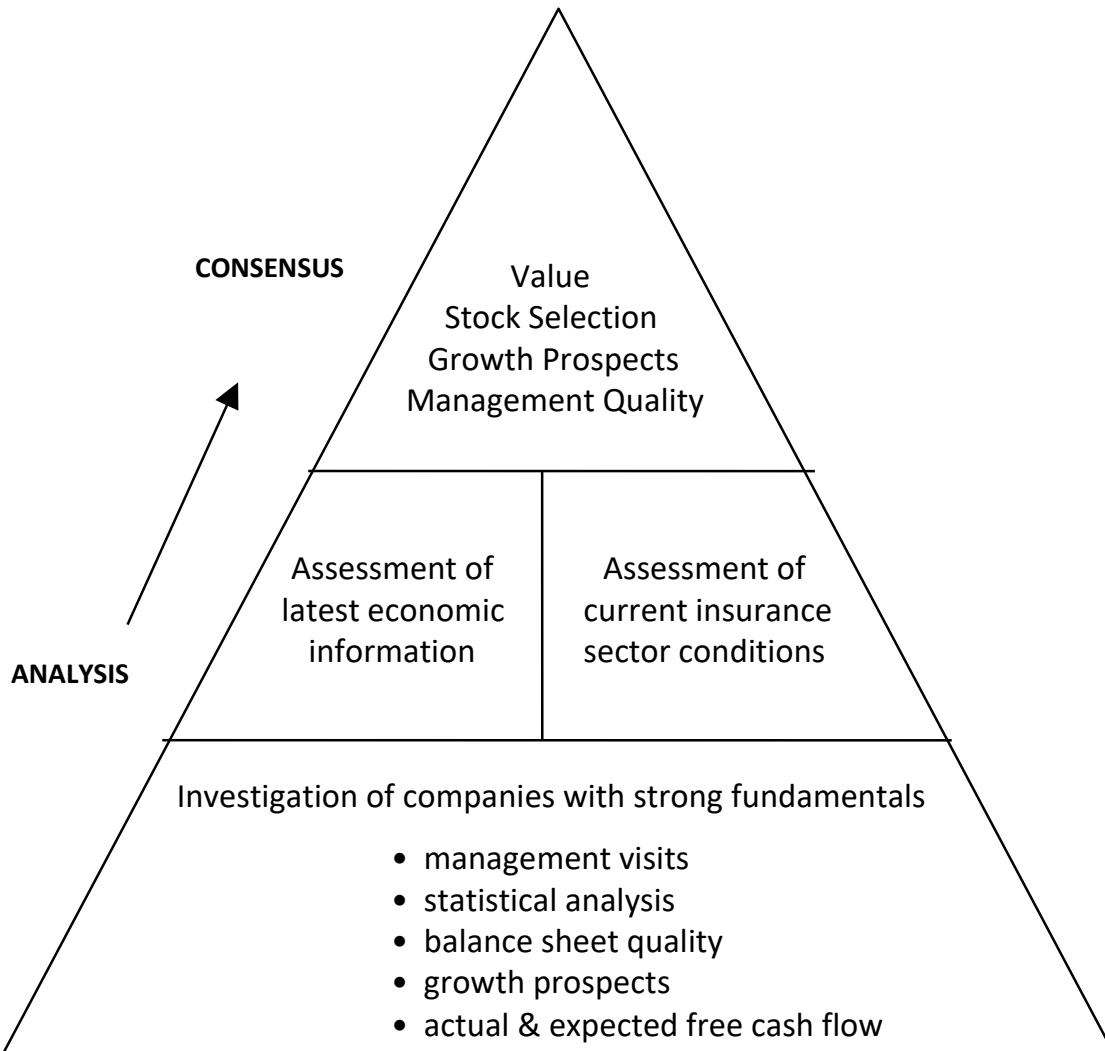 CONSENSUS
Value
Stock Selection
Growth Prospects
Management Quality
Assessment of
latest economic
information
Assessment of
current insurance
sector conditions
ANALYSIS
Investigation of companies with strong fundamentals
• management visits
• statistical analysis
• balance sheet quality
• growth prospects
• actual & expected free cash flow